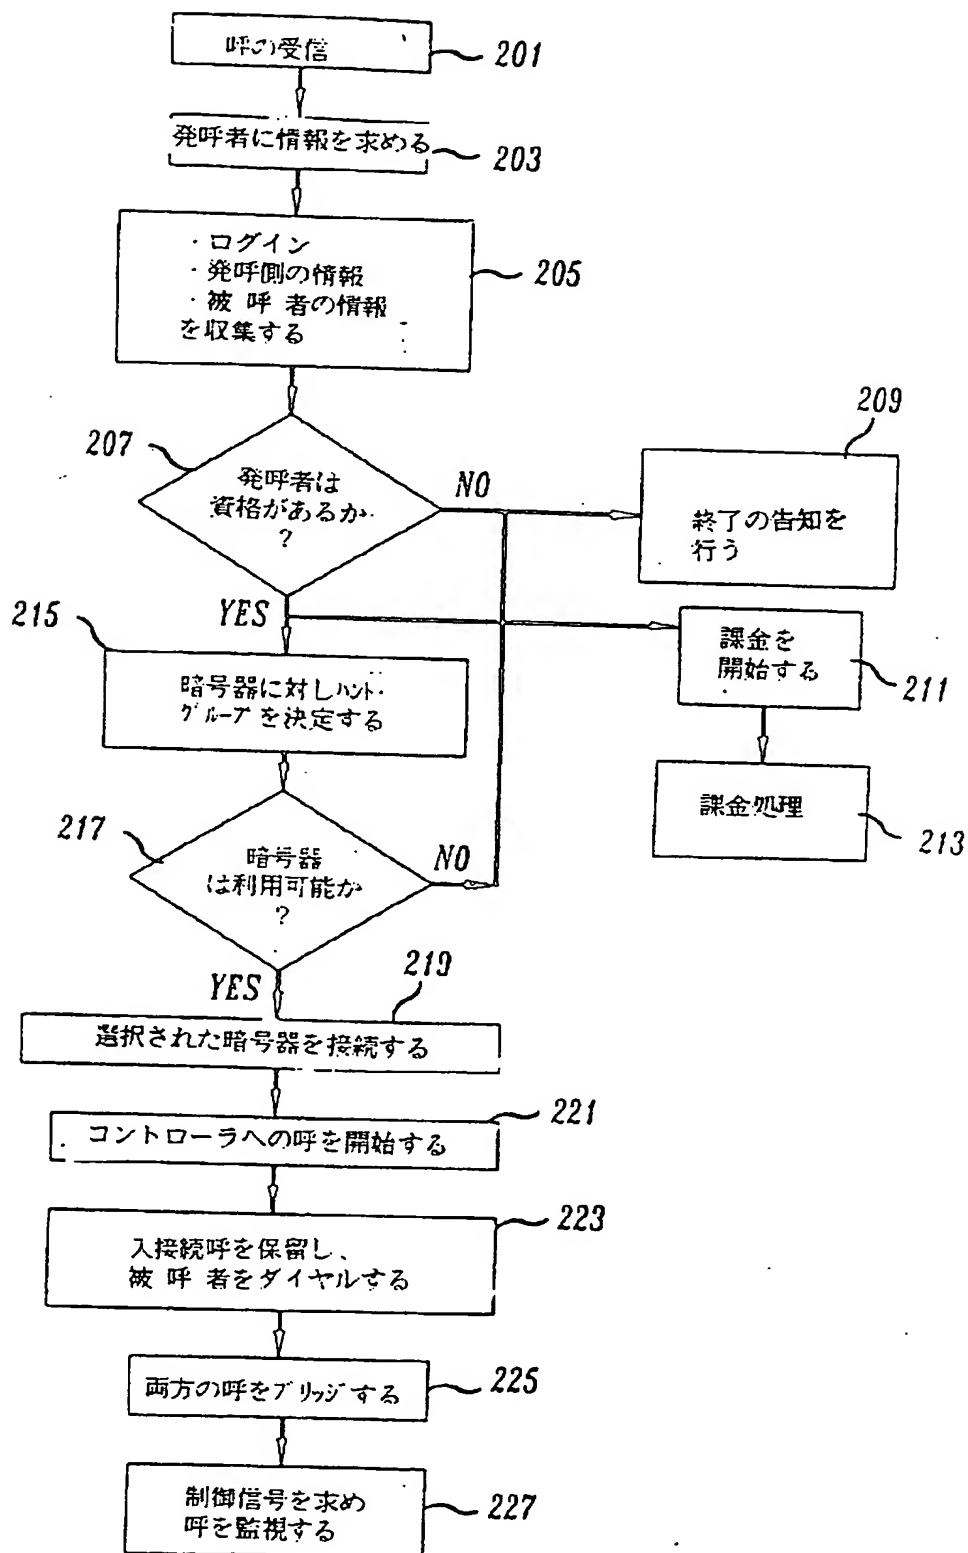 呼の受信
201
発呼者に情報を求める
203
・ログイン
・発呼側の情報
・被 呼 者の情報
を収集する
205
207
発呼者は
資格があるか
?
NO
YES
209
終了の告知を
行う
課金を
開始する
211
課金処理
213
215
暗号器に対しハント・
グループを決定する
217
暗号器
は利用可能か
?
NO
YES
219
選択された暗号器を接続する
221
コントローラへの呼を開始する
223
入接続呼を保留し、
被 呼 者をダイヤルする
両方の呼をブリッジする
225
制御信号を求め
呼を監視する
227